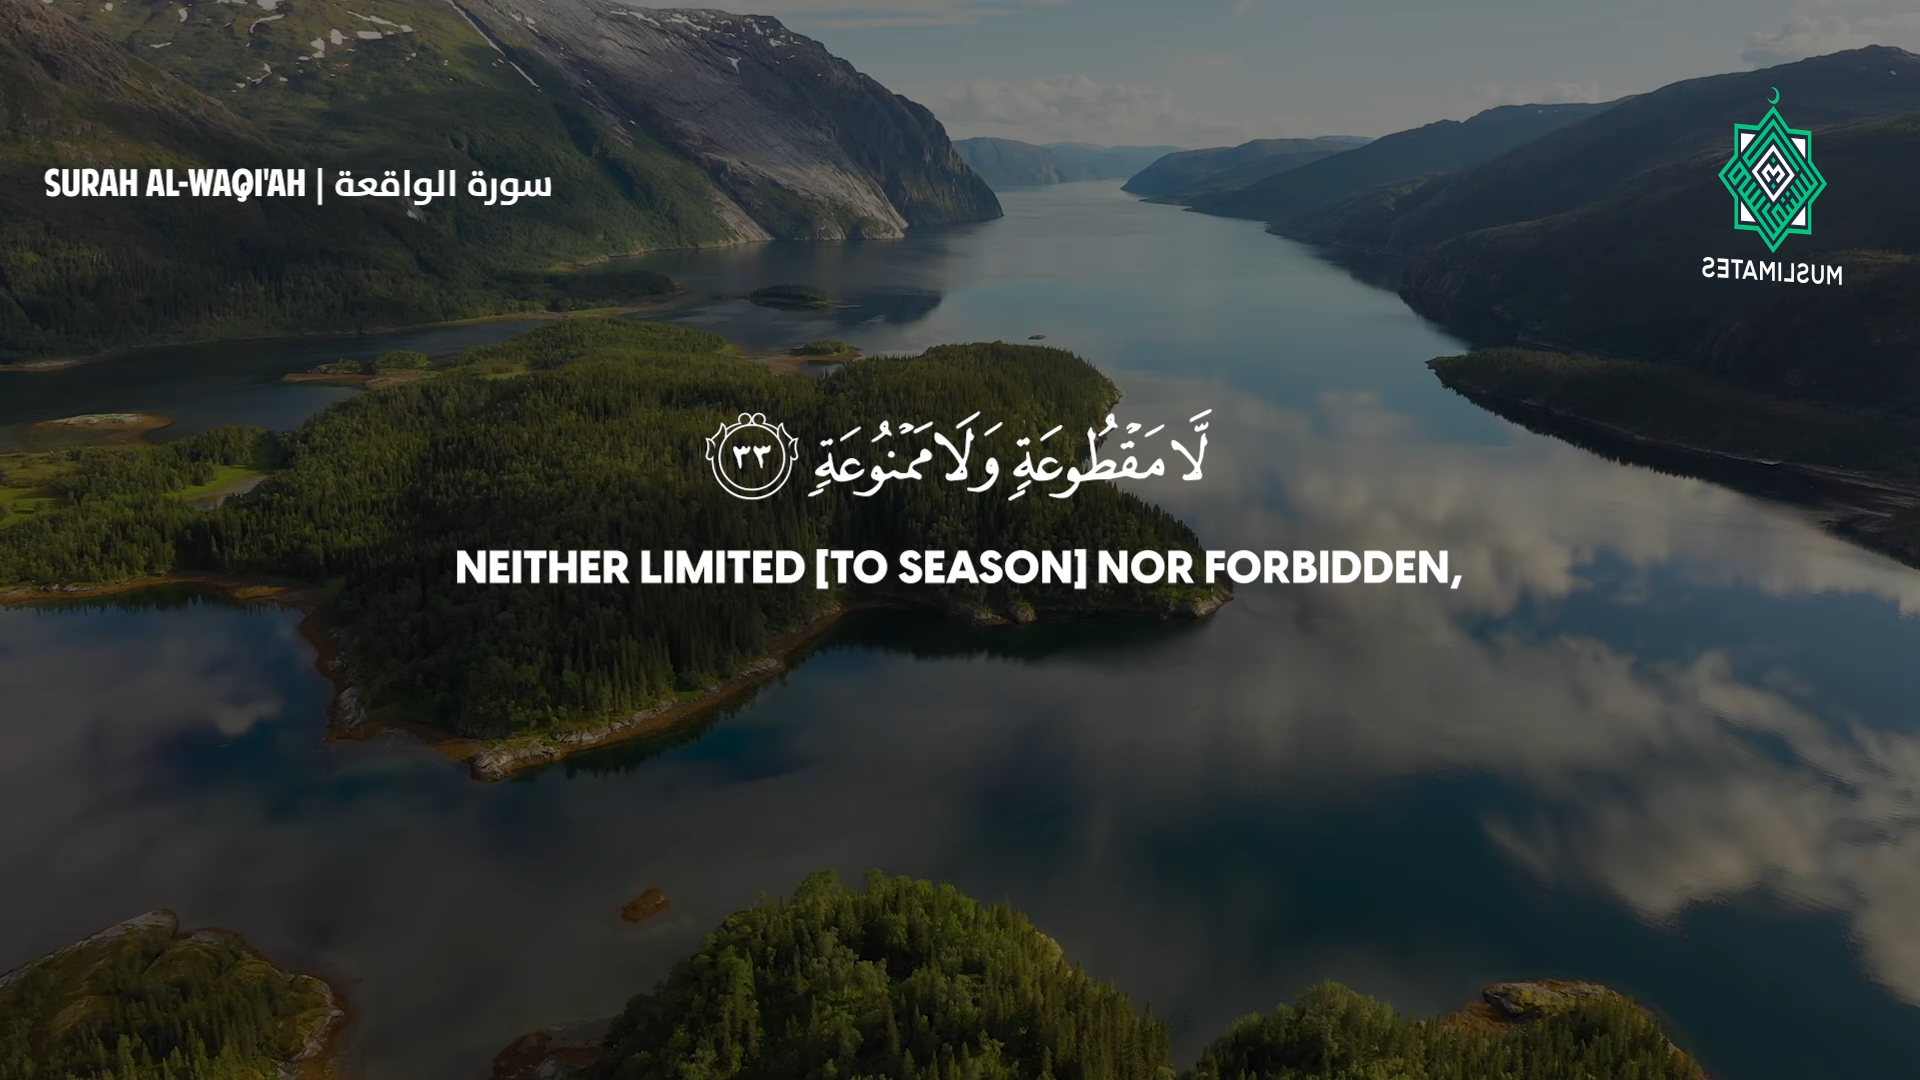 SURAH AL-WAQI'AH | سورة الواقعة
MUSLIMATES
لَّا مَقْطُوعَةٍ وَلَا مَمْنُوعَةٍ ٣٣
NEITHER LIMITED [TO SEASON] NOR FORBIDDEN,